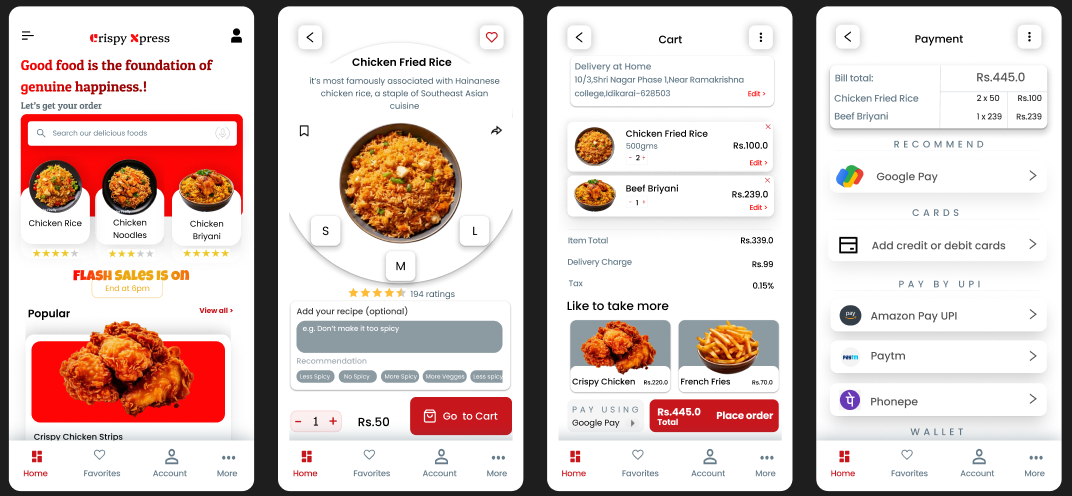 Crispy Xpress
Good food is the foundation of
genuine happiness.!
Let's get your order
Search our delicious foods
Chicken Rice
Chicken
Noodles
Chicken
Briyani
Flash Sales is on
End at 6pm
Popular
View all >
Crispy Chicken Strips
Home
Favorites
Account
More
Chicken Fried Rice
it's most famously associated with Hainanese
chicken rice, a staple of Southeast Asian
cuisine
S
L
M
194 ratings
Add your recipe (optional)
e.g. Don't make it too spicy
Recommendation
Less Spicy
No Spicy
More Spicy
More Vegges
Less spicy
- 1 +
Rs.50
Go to Cart
Home
Favorites
Account
More
Cart
Delivery at Home
10/3,Shri Nagar Phase 1,Near Ramakrishna
college,Idikarai-628503
Edit >
Chicken Fried Rice
500gms
- 2 +
Rs.100.0
Edit >
Beef Briyani
- 1 +
Rs.239.0
Edit >
Item Total
Rs.339.0
Delivery Charge
Rs.99
Tax
0.15%
Like to take more
Crispy Chicken
Rs.220.0
French Fries
Rs.70.0
PAY USING
Google Pay
Rs.445.0
Total
Place order
Home
Favorites
Account
More
Payment
Bill total:
Rs.445.0
Chicken Fried Rice
2 x 50
Rs.100
Beef Briyani
1 x 239
Rs.239
RECOMMEND
Google Pay
CARDS
Add credit or debit cards
PAY BY UPI
pay
Amazon Pay UPI
Paytm
Paytm
Phonepe
WALLET
Home
Favorites
Account
More